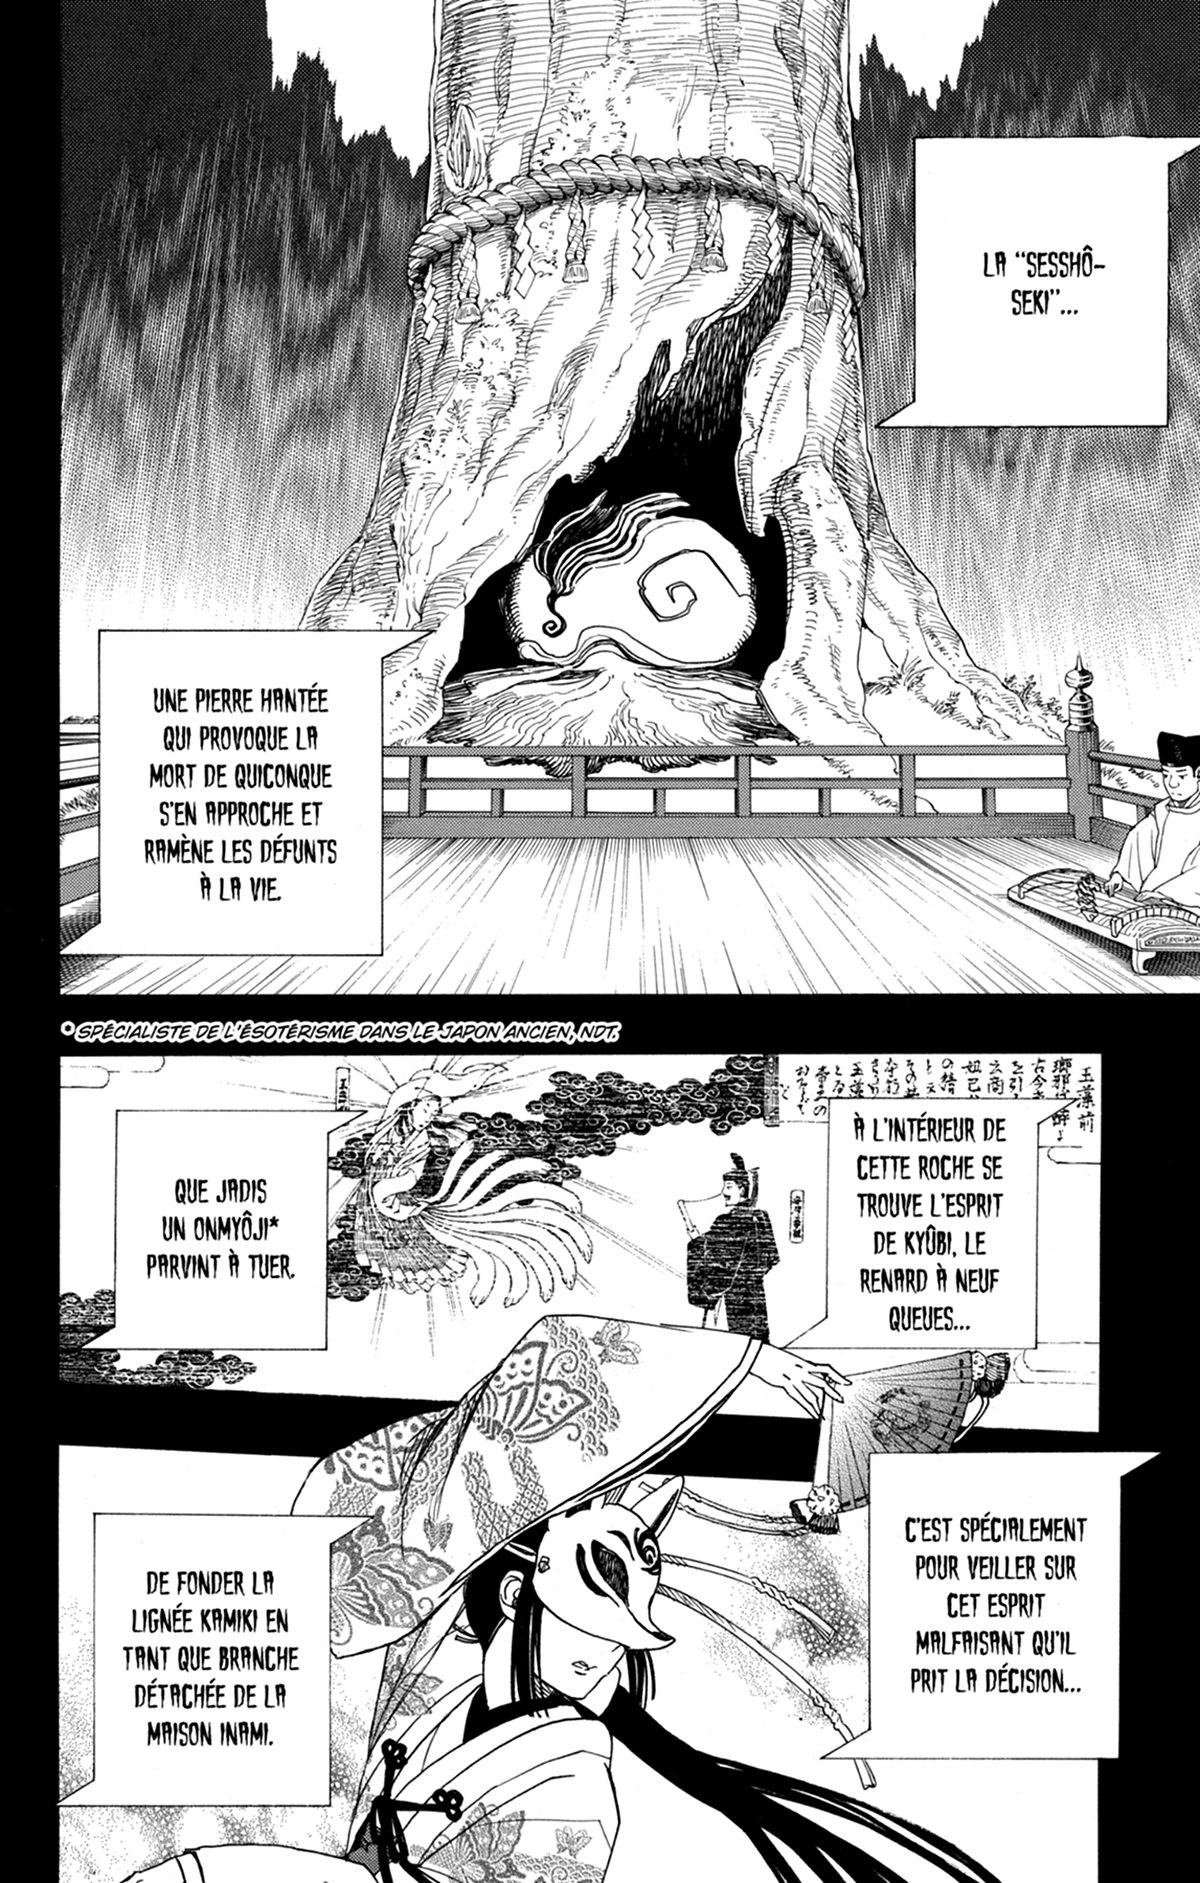 LA "SESSHÔ-
SEKI"...
UNE PIERRE HANTÉE
QUI PROVOQUE LA
MORT DE QUICONQUE
S'EN APPROCHE ET
RAMÈNE LES DÉFUNTS
À LA VIE.
* SPÉCIALISTE DE L'ÉSOTÉRISME DANS LE JAPON ANCIEN, NDT.
玉藻前
À L'INTÉRIEUR DE
CETTE ROCHE SE
TROUVE L'ESPRIT
DE KYÛBI, LE
RENARD À NEUF
QUEUES...
QUE JADIS
UN ONMYÔJI*
PARVINT À TUER.
C'EST SPÉCIALEMENT
POUR VEILLER SUR
CET ESPRIT
MALFAISANT QU'IL
PRIT LA DÉCISION...
DE FONDER LA
LIGNÉE KAMIKI EN
TANT QUE BRANCHE
DÉTACHÉE DE LA
MAISON INAMI.